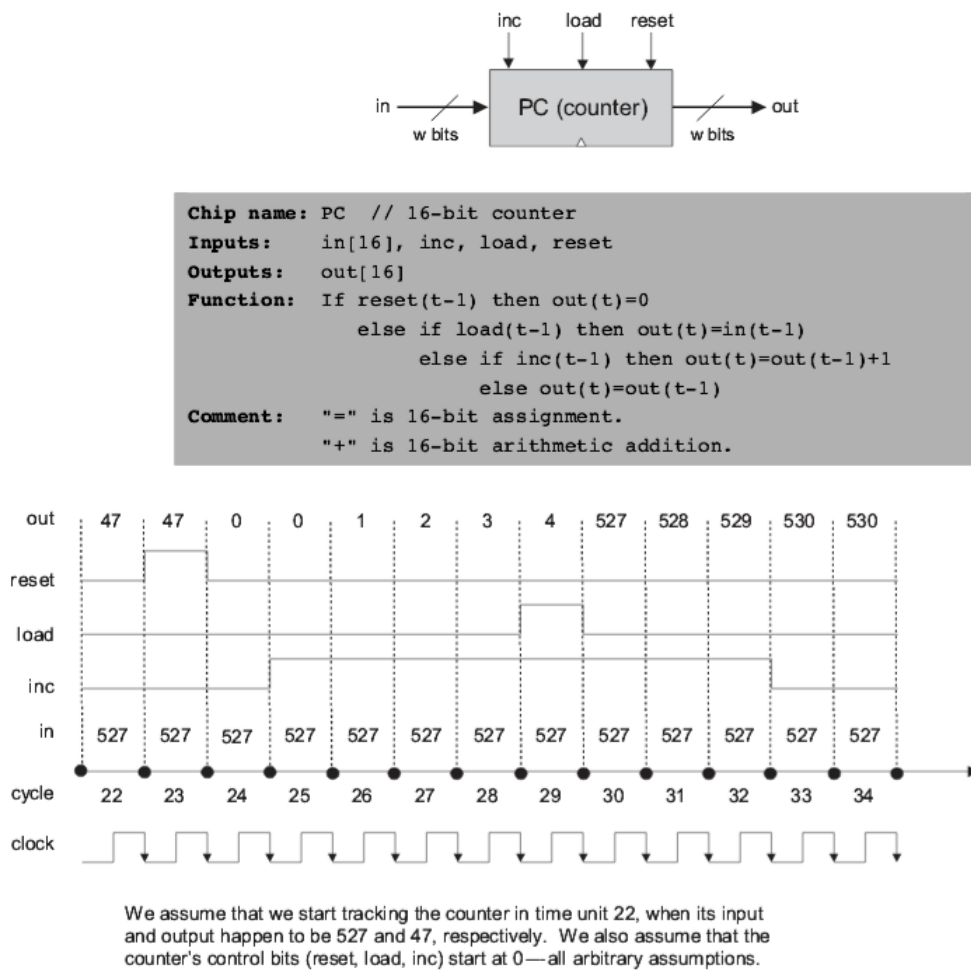 inc load reset
in PC (counter) out
w bits w bits
Chip name: PC // 16-bit counter
Inputs: in[16], inc, load, reset
Outputs: out[16]
Function: If reset(t-1) then out(t)=0
else if load(t-1) then out(t)=in(t-1)
else if inc(t-1) then out(t)=out(t-1)+1
else out(t)=out(t-1)
Comment: "=" is 16-bit assignment.
"+" is 16-bit arithmetic addition.
out 47 47 0 0 1 2 3 4 527 528 529 530 530
reset
load
inc
in 527 527 527 527 527 527 527 527 527 527 527 527 527
cycle 22 23 24 25 26 27 28 29 30 31 32 33 34
clock
We assume that we start tracking the counter in time unit 22, when its input
and output happen to be 527 and 47, respectively. We also assume that the
counter's control bits (reset, load, inc) start at 0—all arbitrary assumptions.